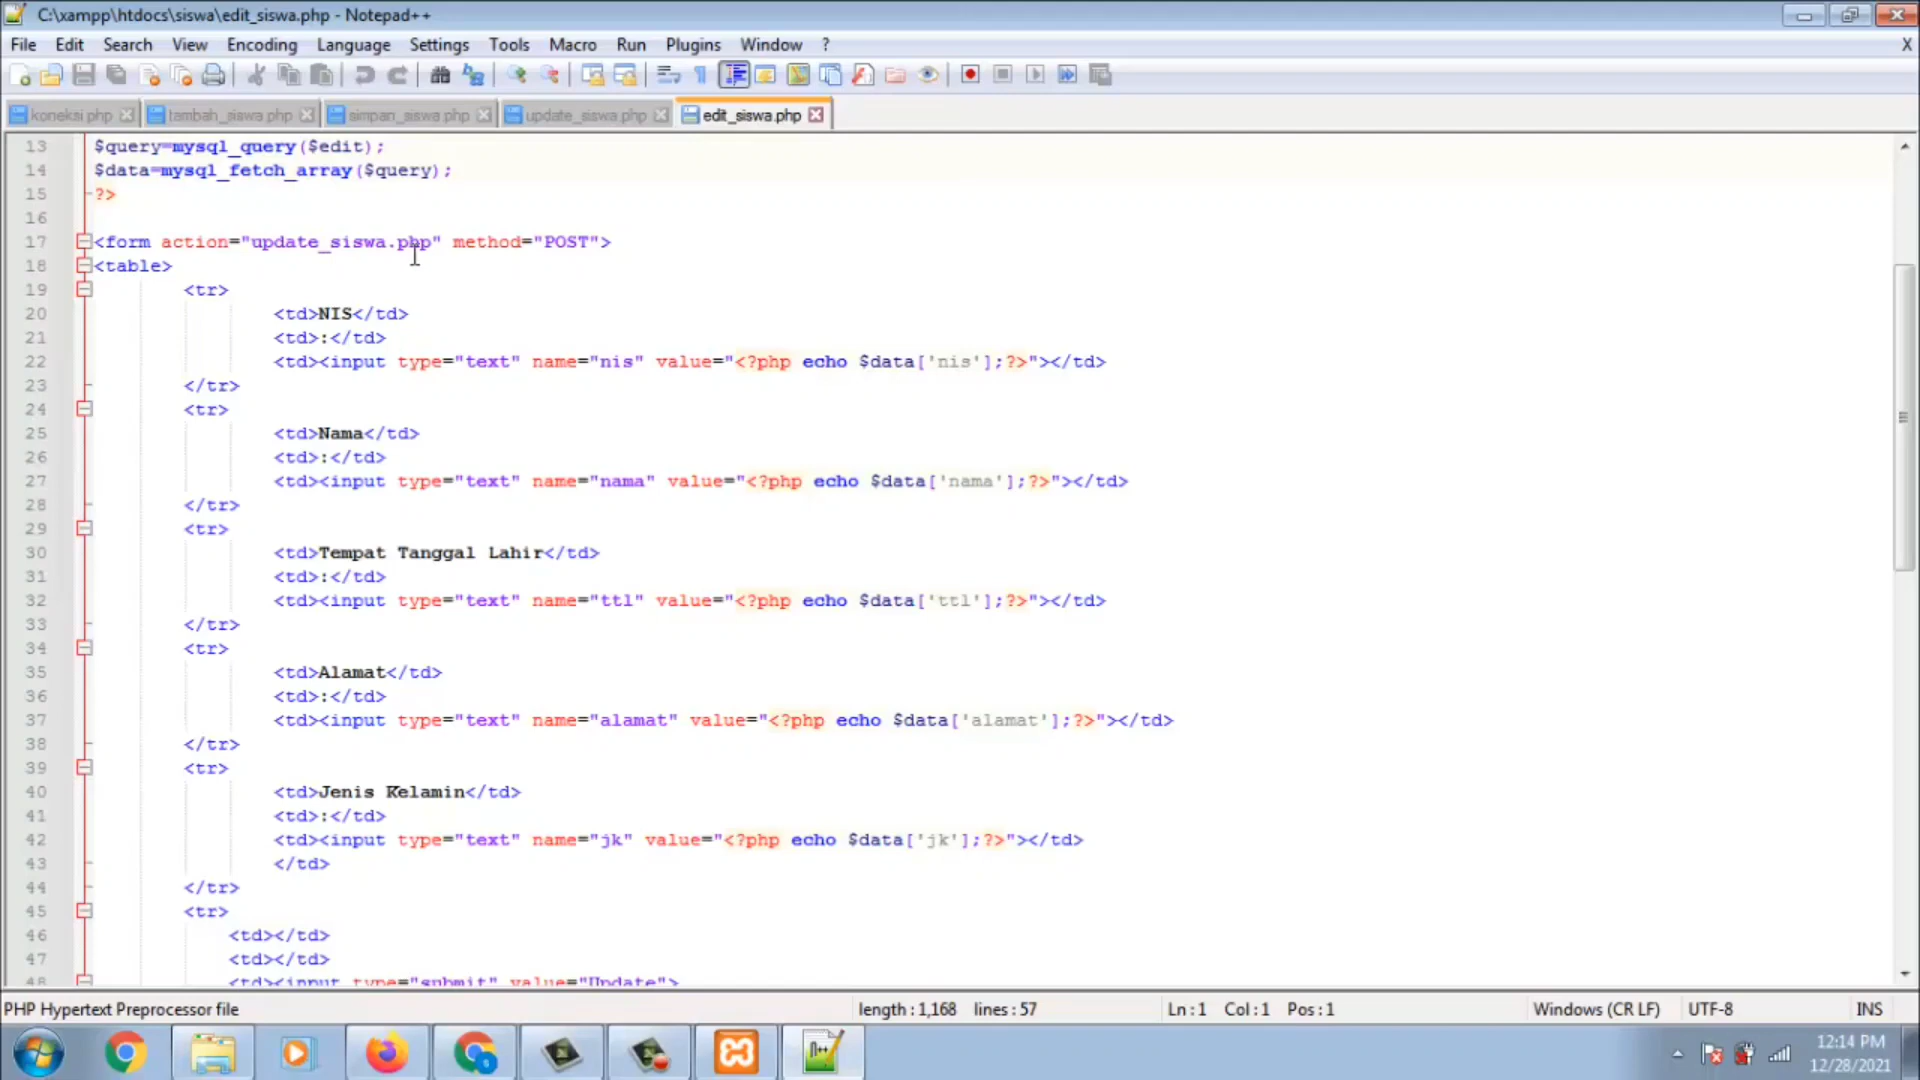 C:\xampp\htdocs\siswa\edit_siswa.php - Notepad++
File Edit Search View Encoding Language Settings Tools Macro Run Plugins Window ? X
koneksi.php tambah_siswa.php simpan_siswa.php update_siswa.php edit_siswa.php
13 $query=mysql_query($edit);
14 $data=mysql_fetch_array($query);
15 ?>
16
17 <form action="update_siswa.php" method="POST">
18 <table>
19 <tr>
20 <td>NIS</td>
21 <td>:</td>
22 <td><input type="text" name="nis" value="<?php echo $data['nis'];?>"></td>
23 </tr>
24 <tr>
25 <td>Nama</td>
26 <td>:</td>
27 <td><input type="text" name="nama" value="<?php echo $data['nama'];?>"></td>
28 </tr>
29 <tr>
30 <td>Tempat Tanggal Lahir</td>
31 <td>:</td>
32 <td><input type="text" name="ttl" value="<?php echo $data['ttl'];?>"></td>
33 </tr>
34 <tr>
35 <td>Alamat</td>
36 <td>:</td>
37 <td><input type="text" name="alamat" value="<?php echo $data['alamat'];?>"></td>
38 </tr>
39 <tr>
40 <td>Jenis Kelamin</td>
41 <td>:</td>
42 <td><input type="text" name="jk" value="<?php echo $data['jk'];?>"></td>
43 </td>
44 </tr>
45 <tr>
46 <td></td>
47 <td></td>
48 <td><input type="submit" value="Update">
PHP Hypertext Preprocessor file length : 1,168 lines : 57 Ln : 1 Col : 1 Pos : 1 Windows (CR LF) UTF-8 INS
12:14 PM
12/28/2021